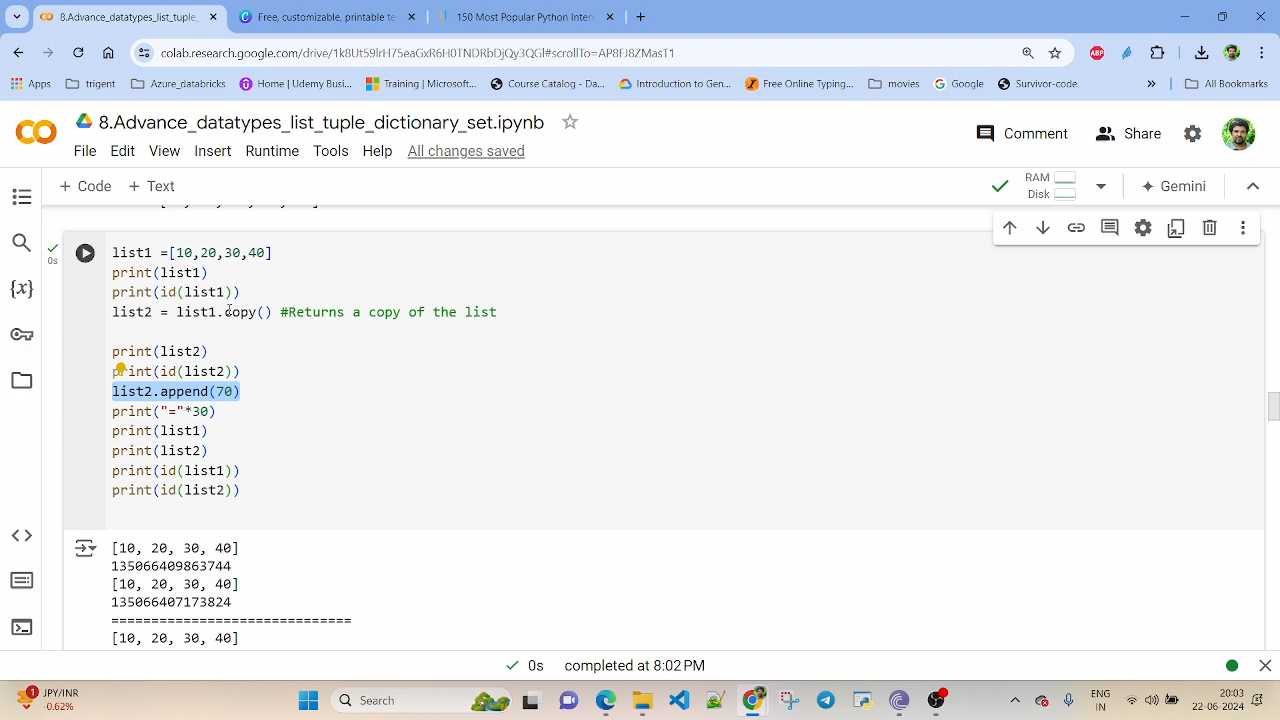 8.Advance_datatypes_list_tuple_
Free, customizable, printable te
150 Most Popular Python Interv
colab.research.google.com/drive/1k8Ut59lrH75eaGxR6H0TNDRbDjQy3QGl#scrollTo=AP8FJ8ZMasT1
ABP
Apps
trigent
Azure_databricks
Home | Udemy Busi...
Training | Microsoft...
Course Catalog - Da...
Introduction to Gen...
Free Online Typing...
movies
Google
Survivor-code
»
All Bookmarks
8.Advance_datatypes_list_tuple_dictionary_set.ipynb
Comment
Share
File Edit View Insert Runtime Tools Help All changes saved
+ Code + Text
RAM
Disk
Gemini
0s
list1 =[10,20,30,40]
print(list1)
print(id(list1))
list2 = list1.copy() #Returns a copy of the list
print(list2)
print(id(list2))
list2.append(70)
print("="*30)
print(list1)
print(list2)
print(id(list1))
print(id(list2))
[10, 20, 30, 40]
135066409863744
[10, 20, 30, 40]
135066407173824
==============================
[10, 20, 30, 40]
0s completed at 8:02 PM
1
JPY/INR
-0.62%
Search
ENG
IN
20:03
22-06-2024